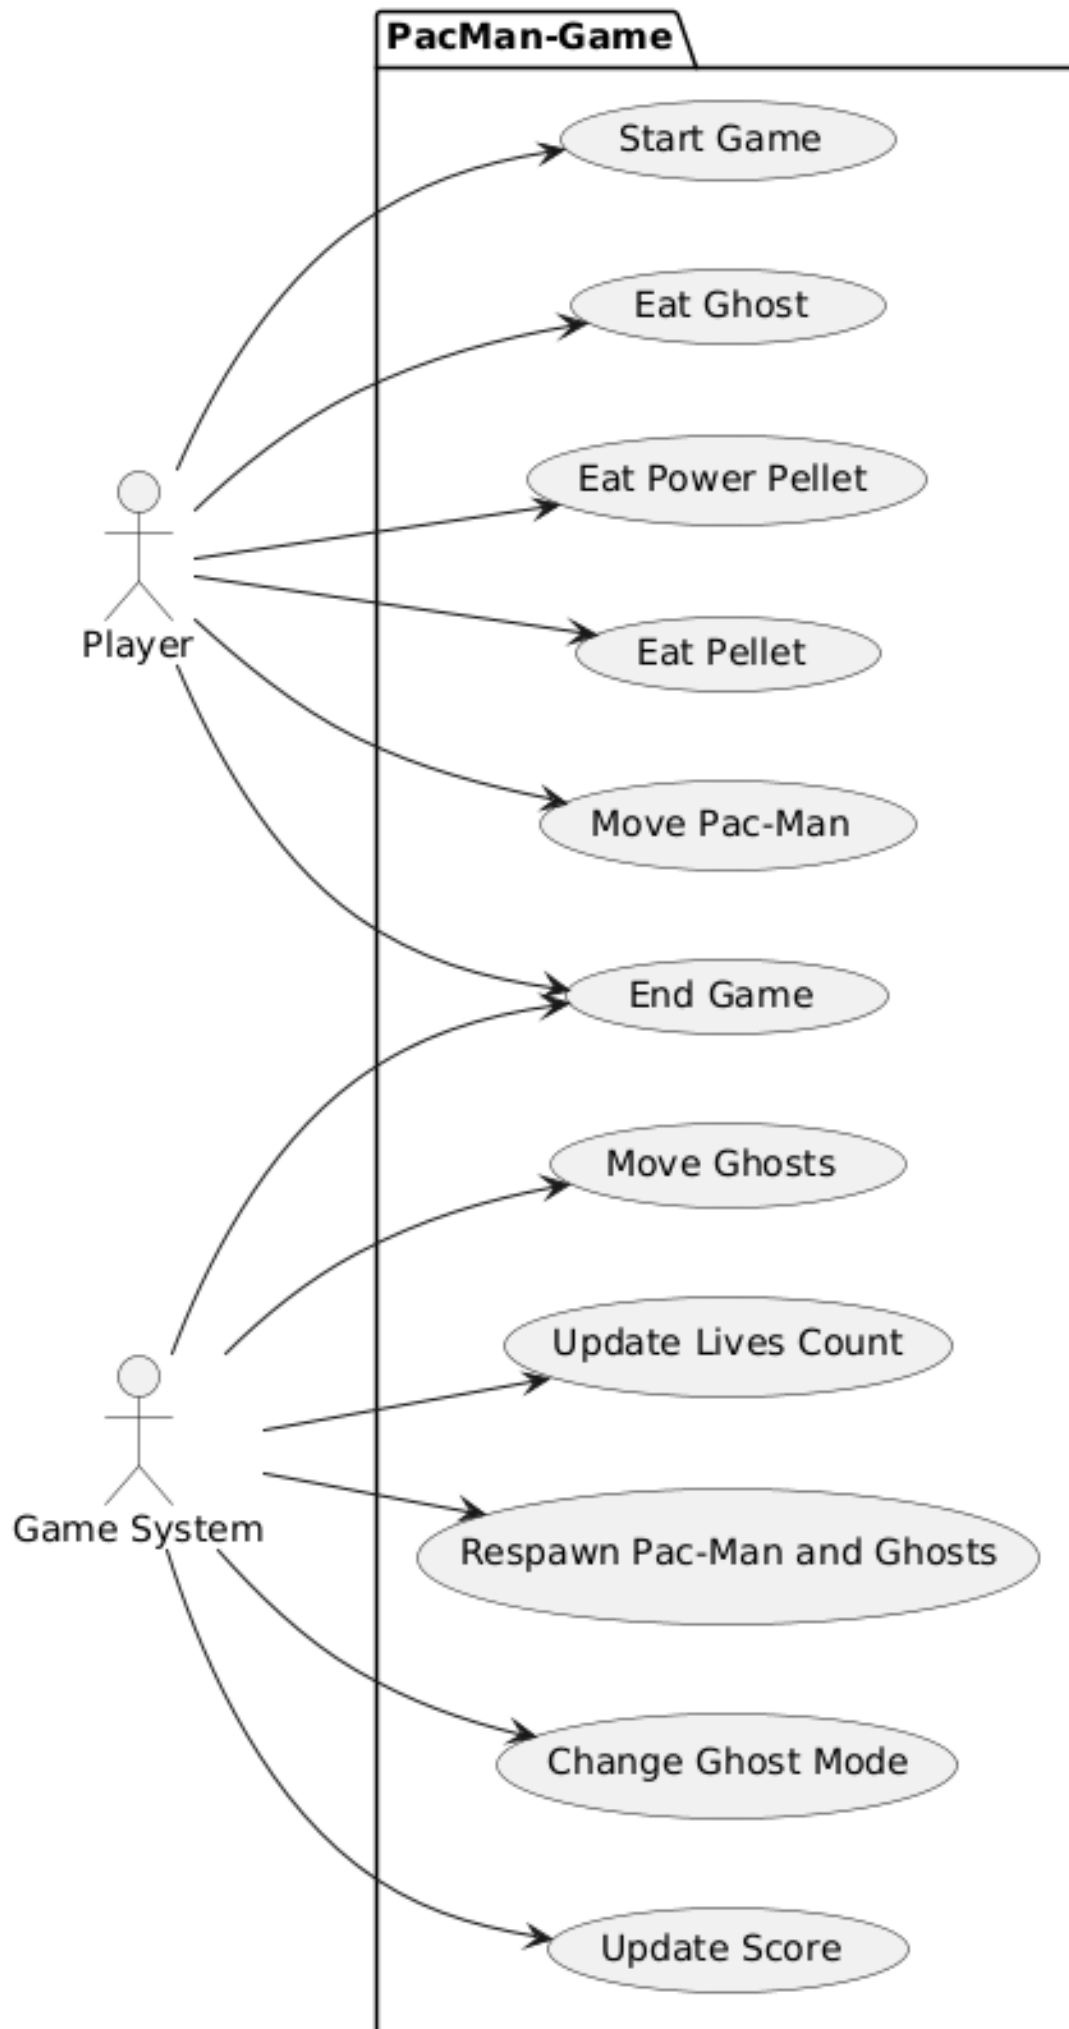 PacMan-Game
Start Game
Eat Ghost
Eat Power Pellet
Eat Pellet
Player
Move Pac-Man
End Game
Move Ghosts
Update Lives Count
Game System
Respawn Pac-Man and Ghosts
Change Ghost Mode
Update Score